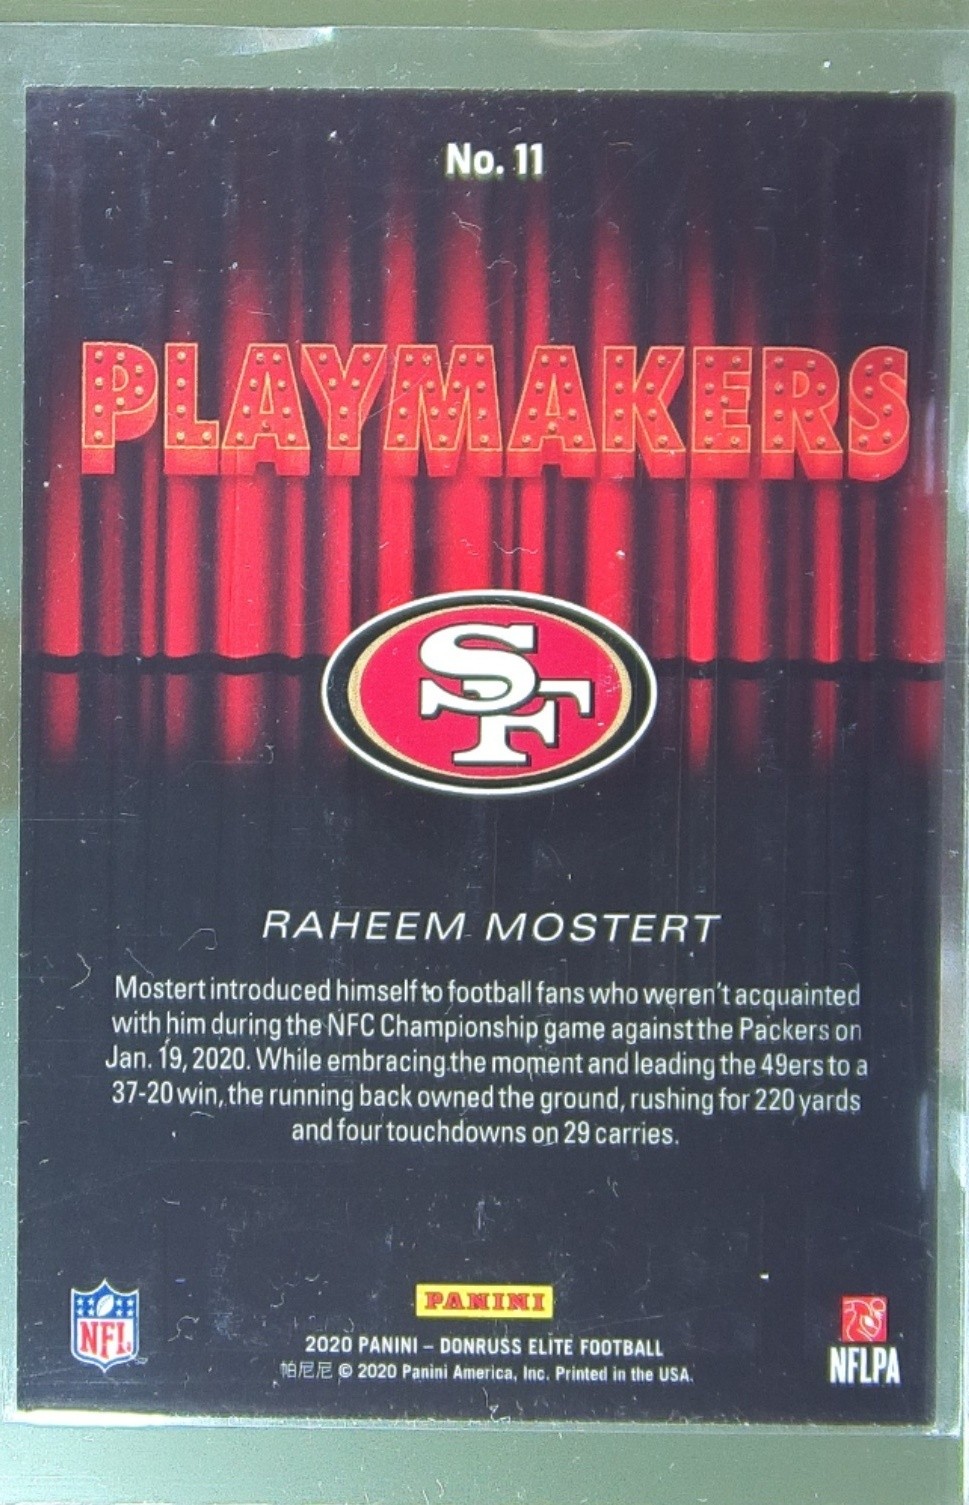 No. 11
PLAYMAKERS
SF
RAHEEM MOSTERT
Mostert introduced himself to football fans who weren't acquainted
with him during the NFC Championship game against the Packers on
Jan. 19, 2020. While embracing the moment and leading the 49ers to a
37-20 win, the running back owned the ground, rushing for 220 yards
and four touchdowns on 29 carries.
PANINI
NFL
2020 PANINI – DONRUSS ELITE FOOTBALL
帕尼尼 © 2020 Panini America, Inc. Printed in the USA.
NFLPA